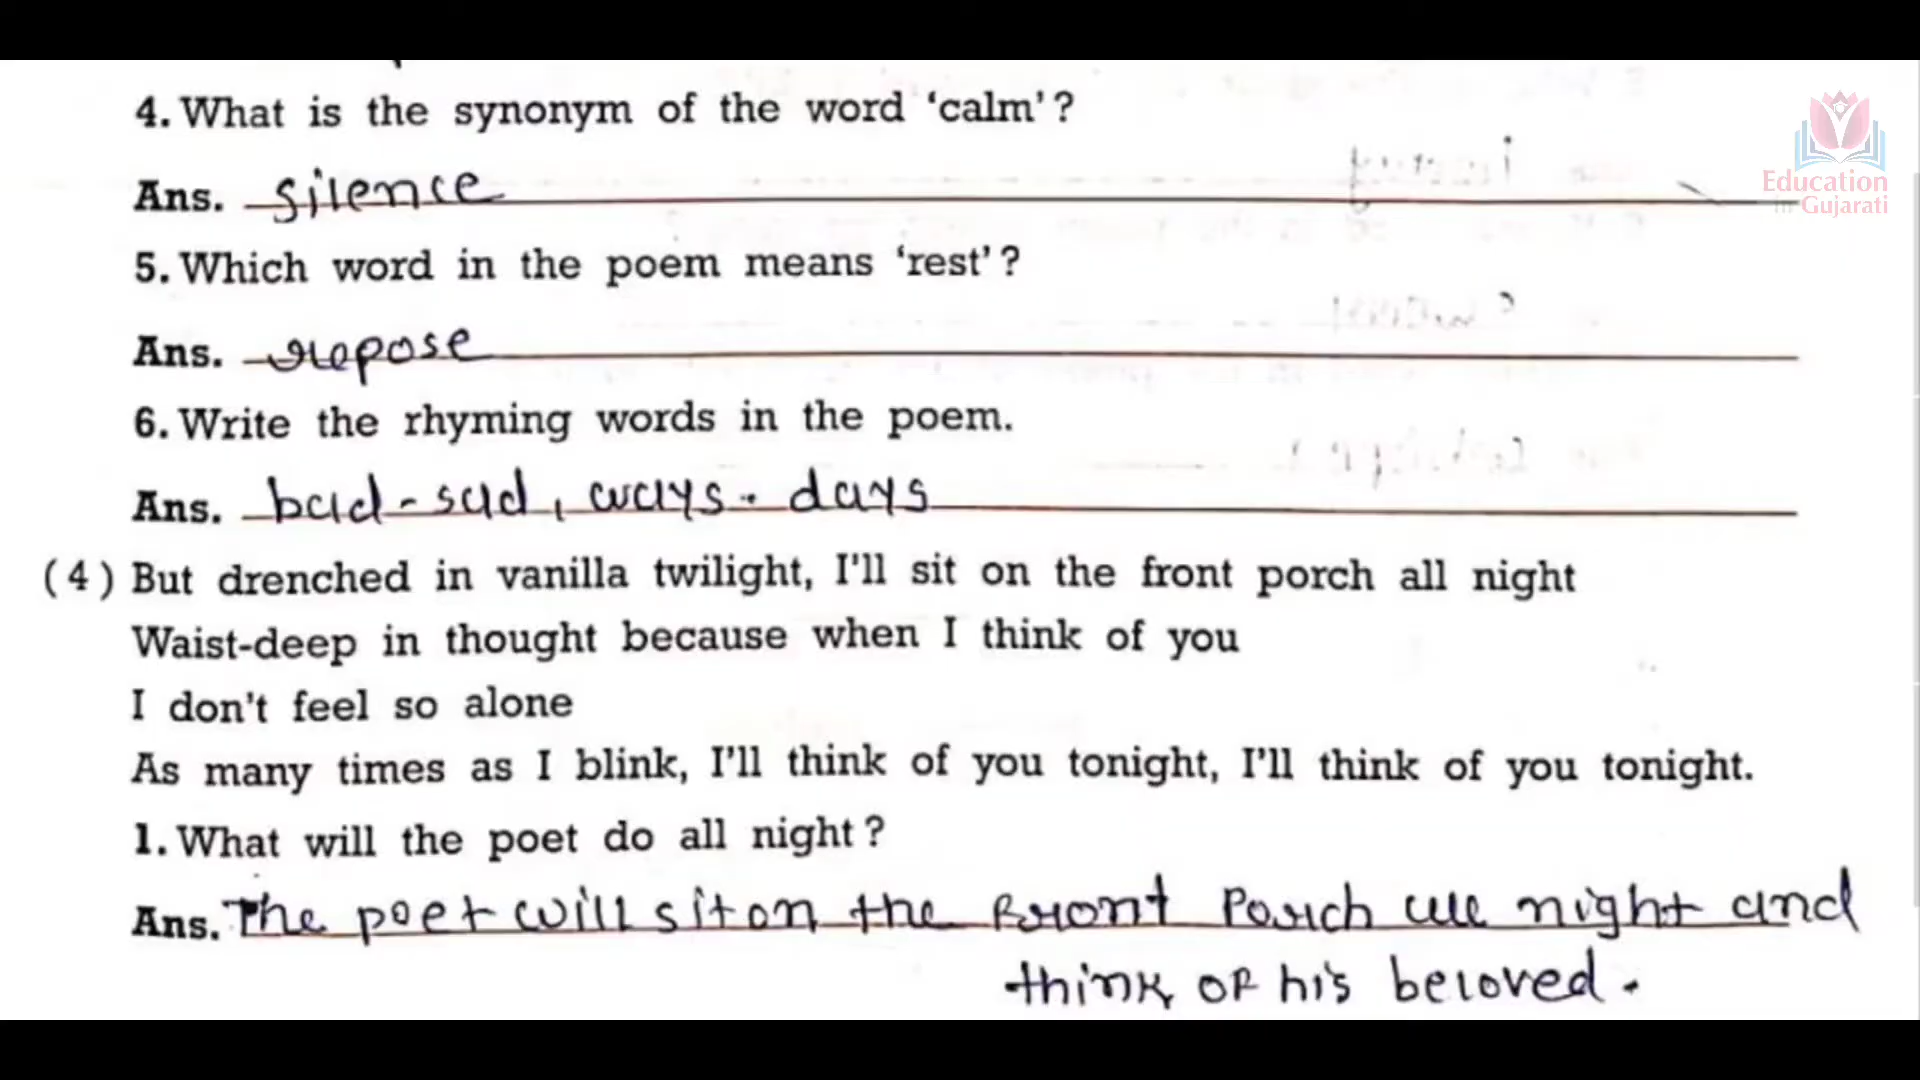 4. What is the synonym of the word ‘calm’?
Ans. silence
5. Which word in the poem means ‘rest’?
Ans. repose
6. Write the rhyming words in the poem.
Ans. bad - sad, ways - days
(4) But drenched in vanilla twilight, I'll sit on the front porch all night
Waist-deep in thought because when I think of you
I don't feel so alone
As many times as I blink, I'll think of you tonight, I'll think of you tonight.
1. What will the poet do all night?
Ans. The poet will sit on the front Porch all night and
think of his beloved.
Education
in Gujarati